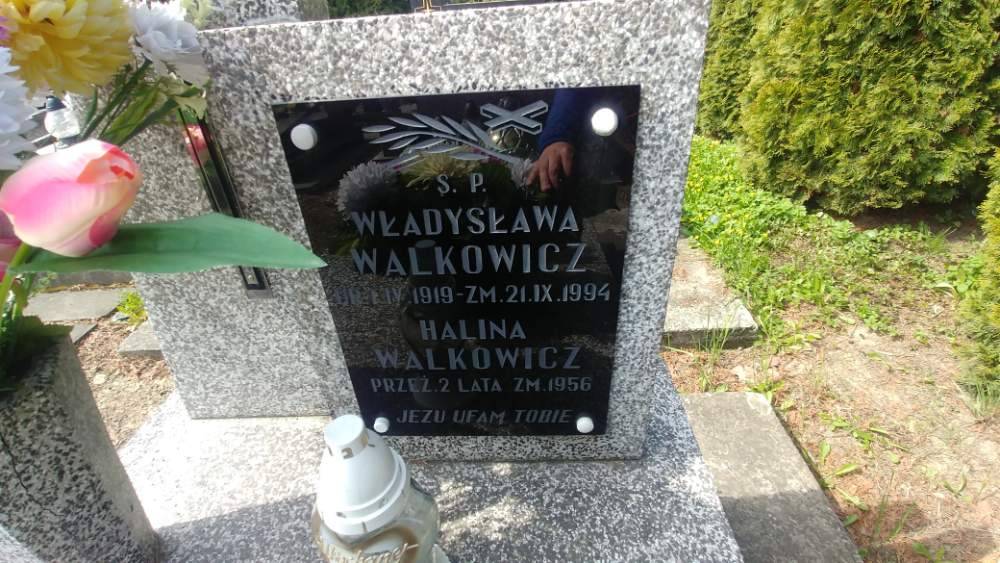 Ś. P.
WŁADYSŁAWA
WALKOWICZ
IV.1919-ZM.21.IX.1994
HALINA
WALKOWICZ
PRZEŻ. 2 LATA ZM.1956
JEZU UFAM TOBIE